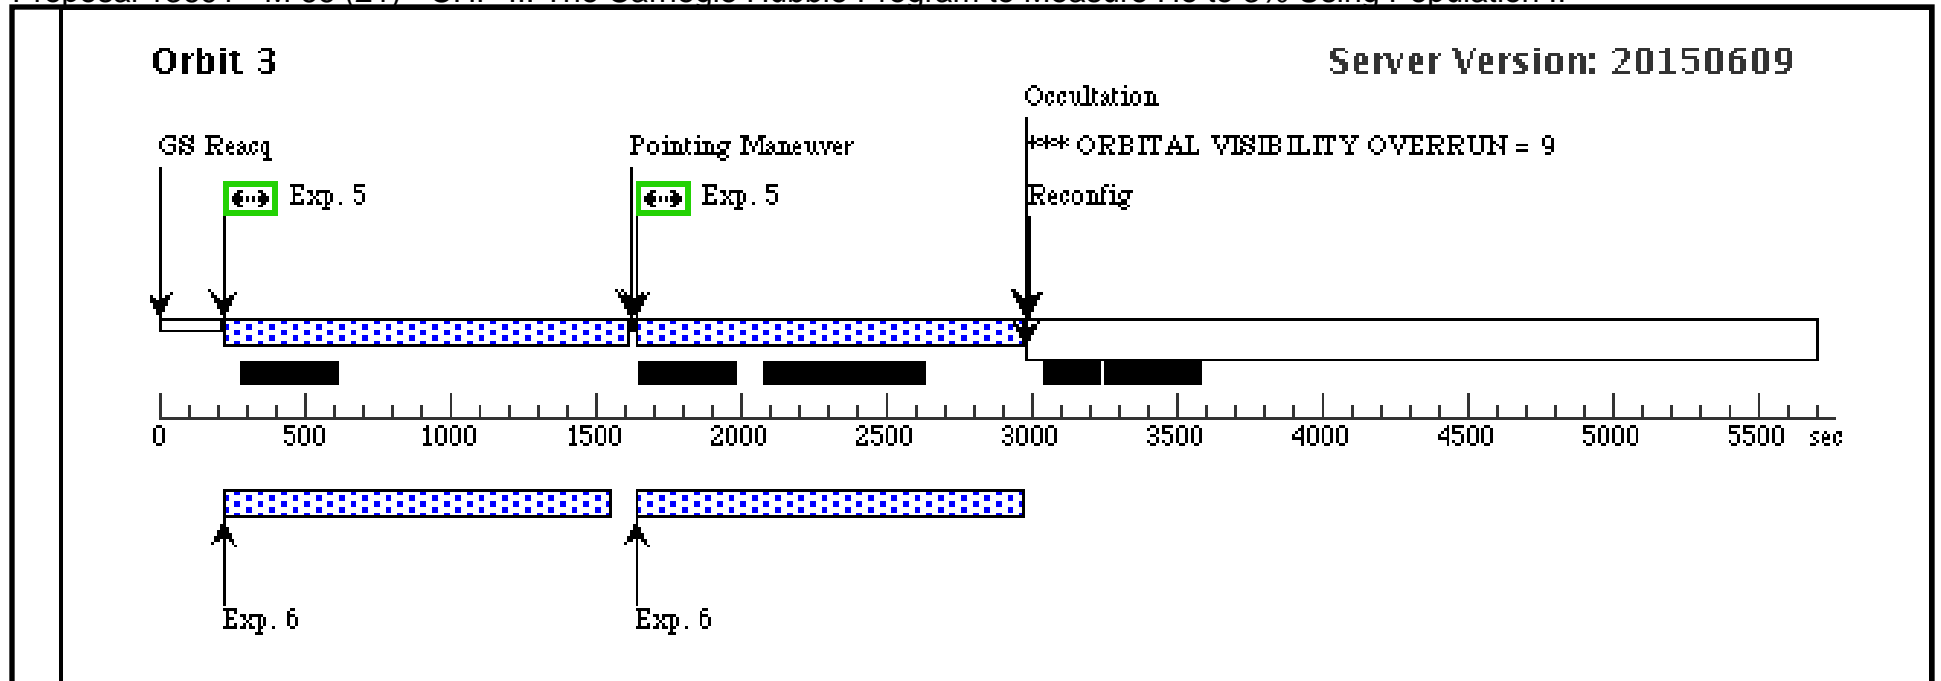 Orbit 3
Server Version: 20150609
Occultation
GS Reacq
Pointing Maneuver
*** ORBITAL VISIBILITY OVERRUN = 9
Exp. 5
Exp. 5
Reconfig
0 500 1000 1500 2000 2500 3000 3500 4000 4500 5000 5500 sec
Exp. 6
Exp. 6